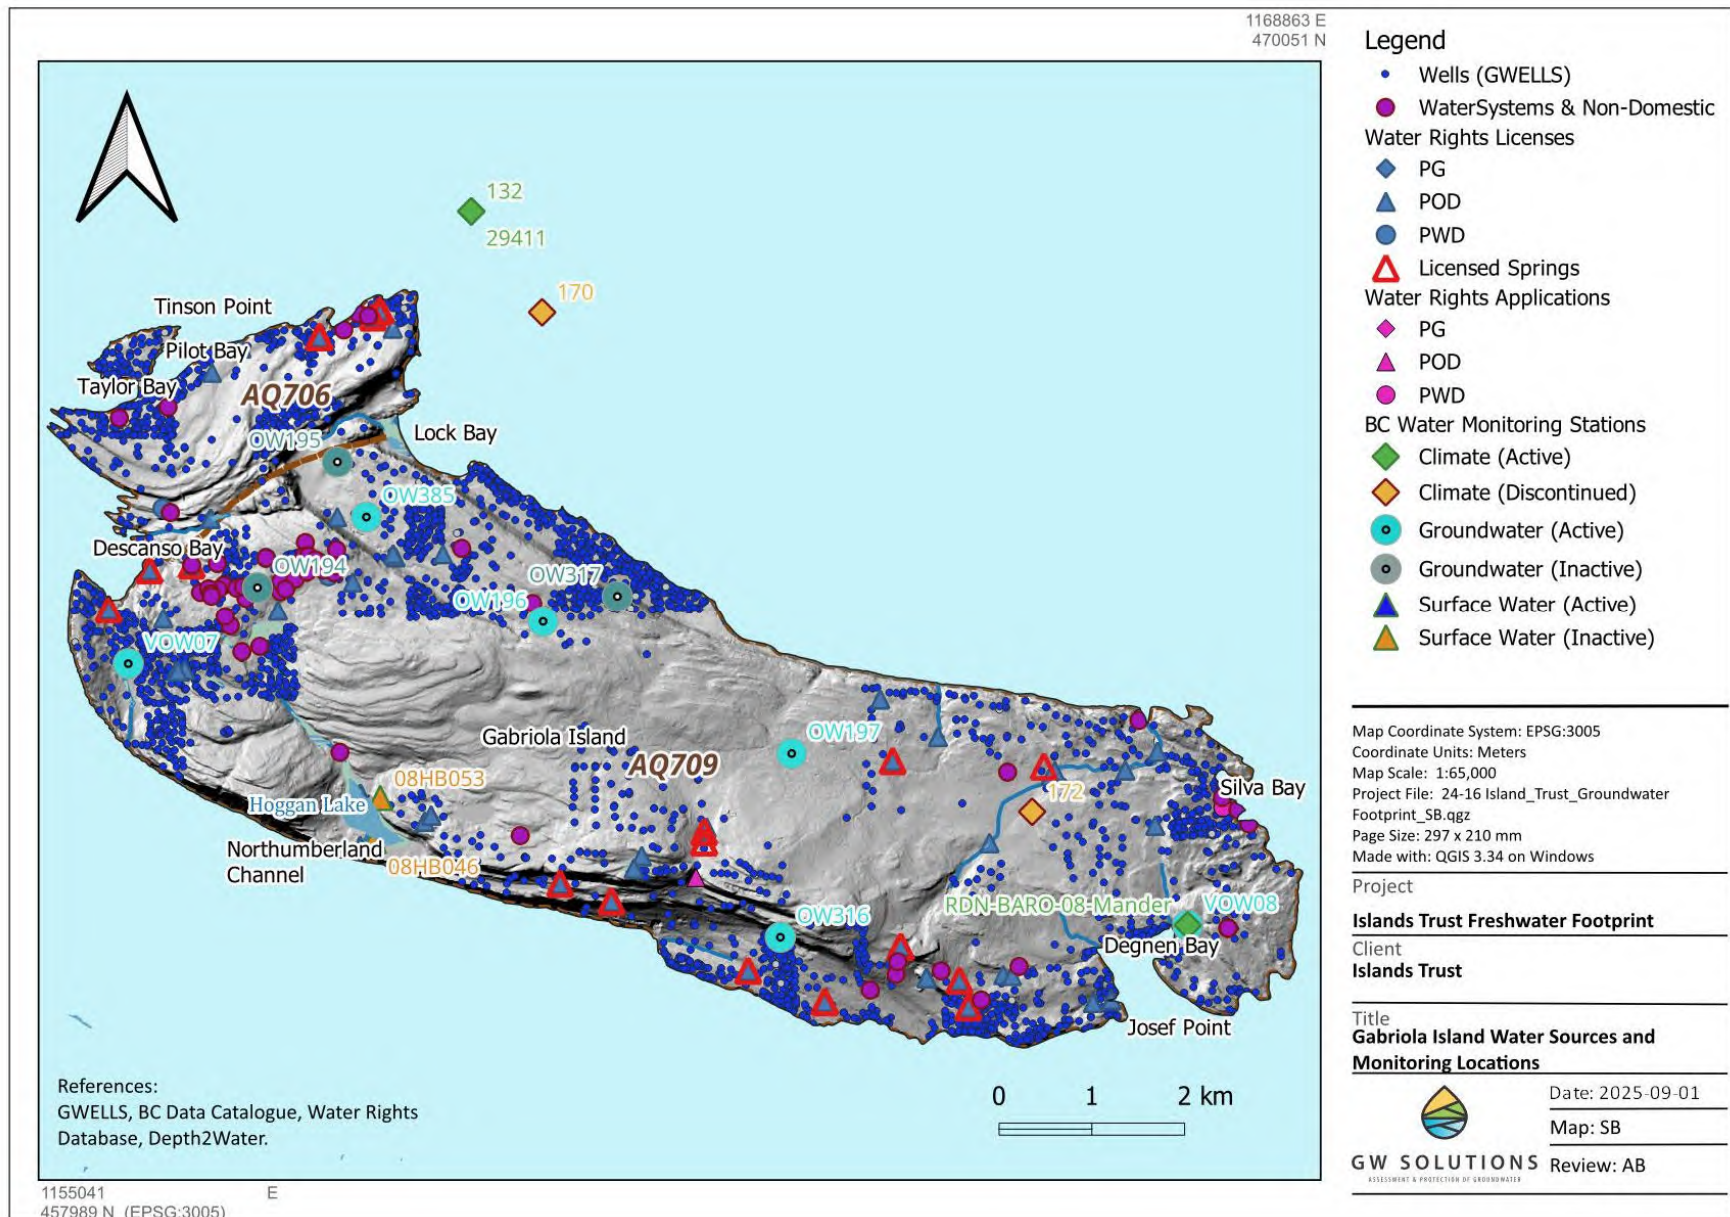 1168863 E
470051 N
132
29411
170
Tinson Point
Pilot Bay
Taylor Bay
AQ706
OW195
Lock Bay
OW385
Descanso Bay
OW194
OW317
OW196
VOW07
Gabriola Island
OW197
AQ709
08HB053
Hoggan Lake
172
Silva Bay
Northumberland
Channel
08HB046
RDN-BARO-08-Mander
VOW08
OW316
Degnen Bay
Josef Point
References:
GWELLS, BC Data Catalogue, Water Rights
Database, Depth2Water.
0 1 2 km
1155041 E
457989 N (EPSG:3005)
Legend
Wells (GWELLS)
WaterSystems & Non-Domestic
Water Rights Licenses
PG
POD
PWD
Licensed Springs
Water Rights Applications
PG
POD
PWD
BC Water Monitoring Stations
Climate (Active)
Climate (Discontinued)
Groundwater (Active)
Groundwater (Inactive)
Surface Water (Active)
Surface Water (Inactive)
Map Coordinate System: EPSG:3005
Coordinate Units: Meters
Map Scale: 1:65,000
Project File: 24-16 Island_Trust_Groundwater
Footprint_SB.qgz
Page Size: 297 x 210 mm
Made with: QGIS 3.34 on Windows
Project
Islands Trust Freshwater Footprint
Client
Islands Trust
Title
Gabriola Island Water Sources and
Monitoring Locations
Date: 2025-09-01
Map: SB
Review: AB
GW SOLUTIONS
ASSESSMENT & PROTECTION OF GROUNDWATER